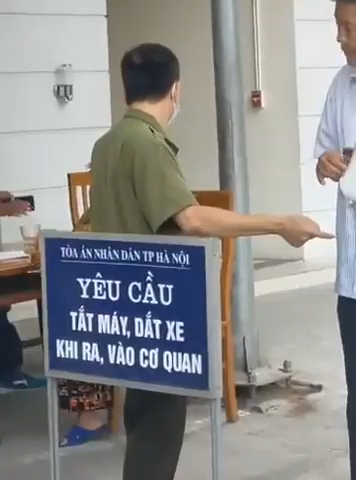 TÒA ÁN NHÂN DÂN TP HÀ NỘI
YÊU CẦU
TẮT MÁY, DẮT XE
KHI RA, VÀO CƠ QUAN